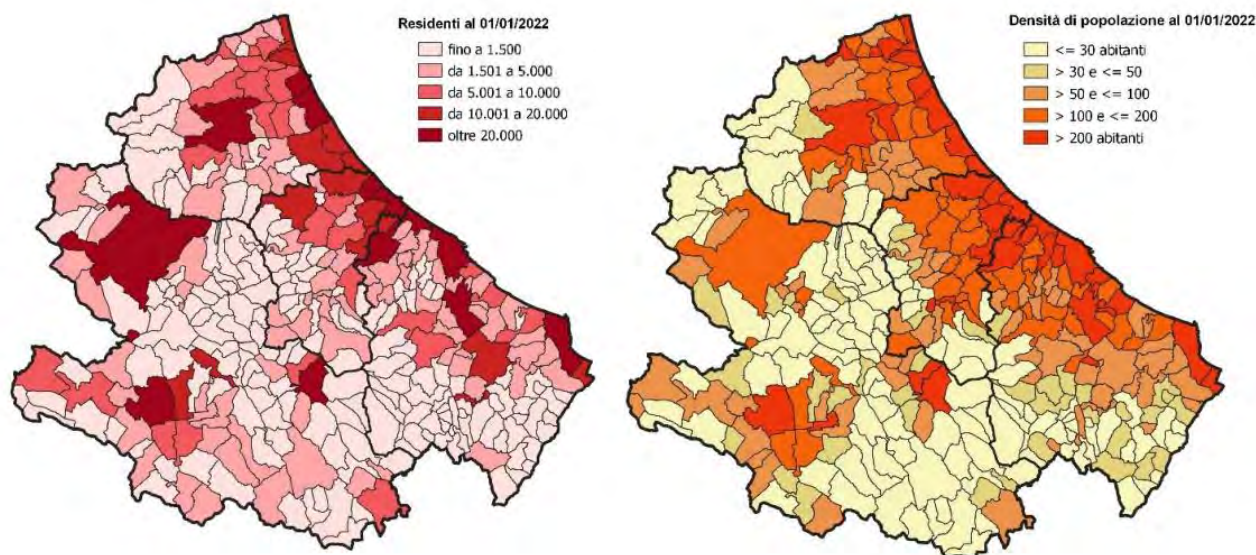 Residenti al 01/01/2022
fino a 1.500
da 1.501 a 5.000
da 5.001 a 10.000
da 10.001 a 20.000
oltre 20.000
Densità di popolazione al 01/01/2022
<= 30 abitanti
> 30 e <= 50
> 50 e <= 100
> 100 e <= 200
> 200 abitanti